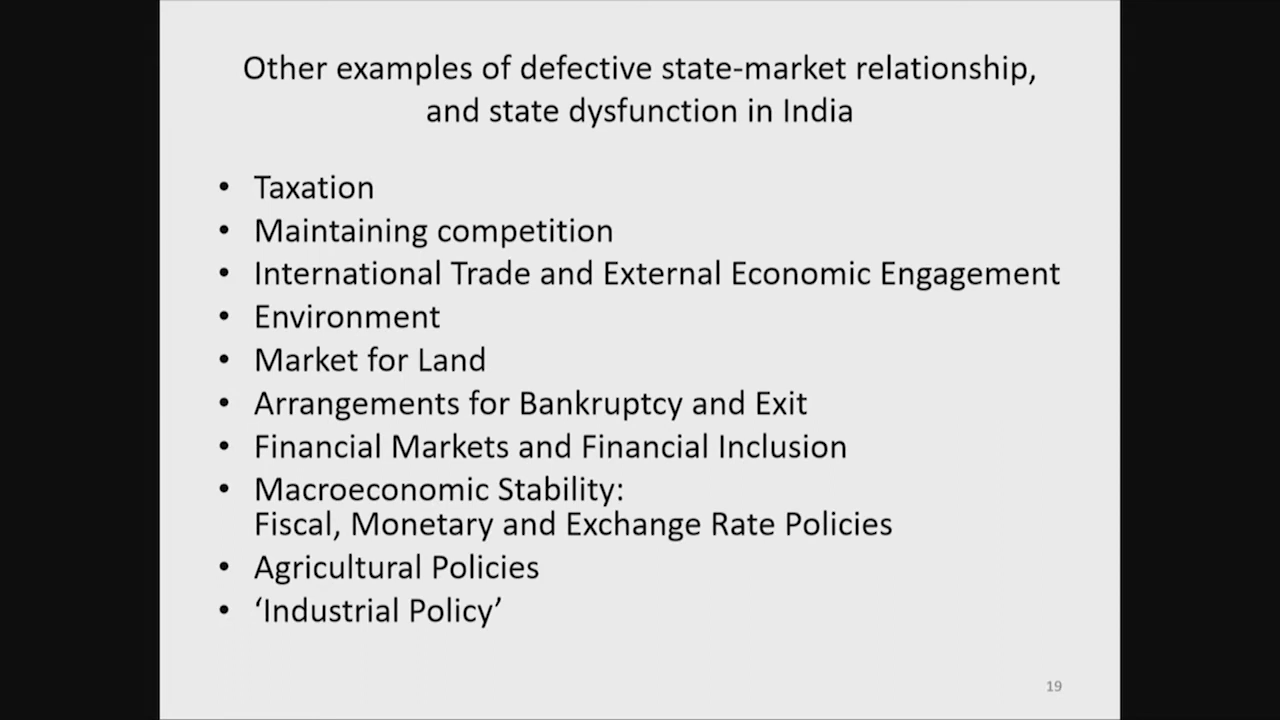 Other examples of defective state-market relationship,
and state dysfunction in India
• Taxation
• Maintaining competition
• International Trade and External Economic Engagement
• Environment
• Market for Land
• Arrangements for Bankruptcy and Exit
• Financial Markets and Financial Inclusion
• Macroeconomic Stability:
Fiscal, Monetary and Exchange Rate Policies
• Agricultural Policies
• ‘Industrial Policy’
19